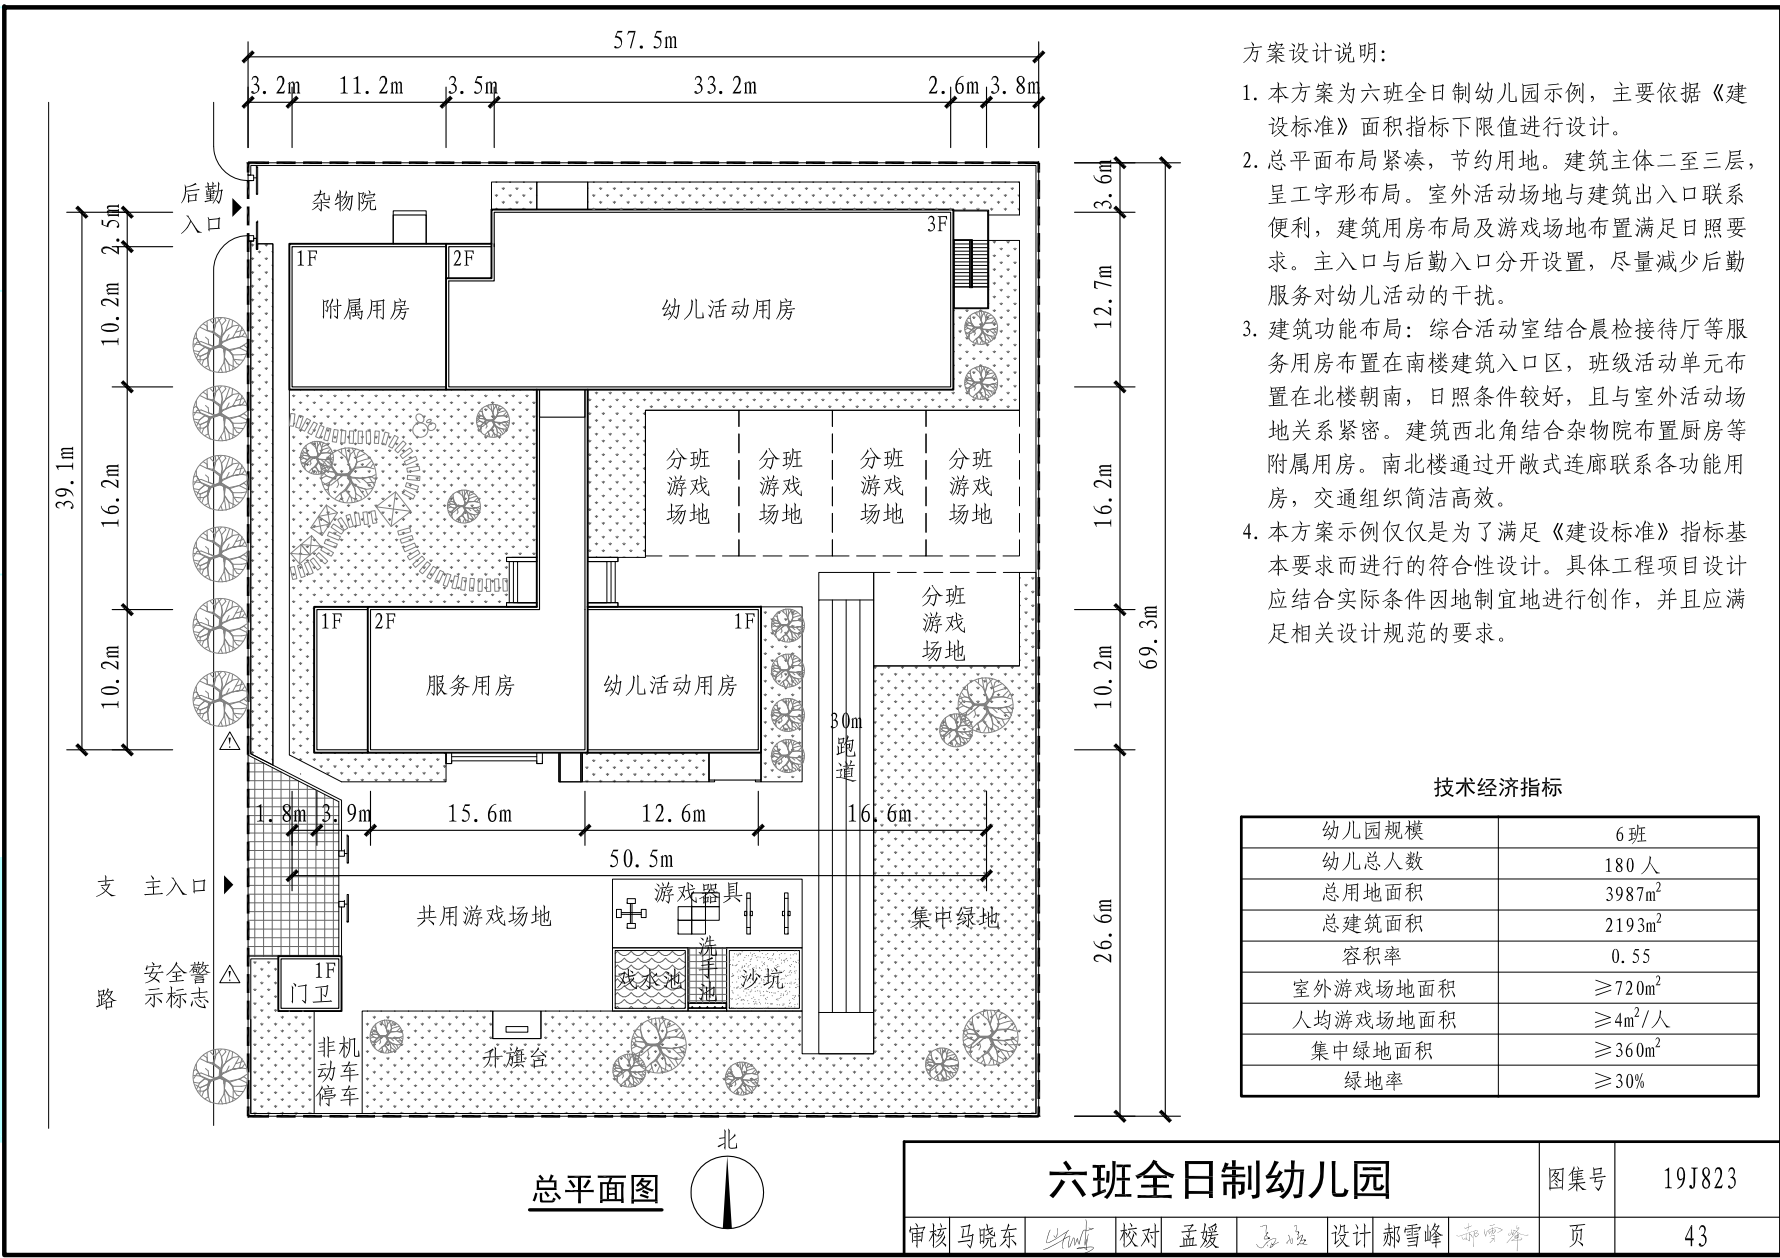 57.5m
3.2m 11.2m 3.5m 33.2m 2.6m 3.8m
后勤
入口
杂物院
3F
1F
2F
附属用房
幼儿活动用房
2.5m
10.2m
16.2m
10.2m
39.1m
3.6m
12.7m
16.2m
10.2m
26.6m
69.3m
分班
游戏
场地
分班
游戏
场地
分班
游戏
场地
分班
游戏
场地
分班
游戏
场地
1F
2F
1F
服务用房
幼儿活动用房
30m
跑
道
1.8m 3.9m 15.6m 12.6m 16.6m
50.5m
支
主入口
共用游戏场地
游戏器具
集中绿地
洗
手
池
戏水池
沙坑
安全警
示标志
路
1F
门卫
非机
动车
停车
升旗台
总平面图
北
方案设计说明:
1. 本方案为六班全日制幼儿园示例，主要依据《建
设标准》面积指标下限值进行设计。
2. 总平面布局紧凑，节约用地。建筑主体二至三层，
呈工字形布局。室外活动场地与建筑出入口联系
便利，建筑用房布局及游戏场地布置满足日照要
求。主入口与后勤入口分开设置，尽量减少后勤
服务对幼儿活动的干扰。
3. 建筑功能布局：综合活动室结合晨检接待厅等服
务用房布置在南楼建筑入口区，班级活动单元布
置在北楼朝南，日照条件较好，且与室外活动场
地关系紧密。建筑西北角结合杂物院布置厨房等
附属用房。南北楼通过开敞式连廊联系各功能用
房，交通组织简洁高效。
4. 本方案示例仅仅是为了满足《建设标准》指标基
本要求而进行的符合性设计。具体工程项目设计
应结合实际条件因地制宜地进行创作，并且应满
足相关设计规范的要求。
技术经济指标
幼儿园规模 6班
幼儿总人数 180人
总用地面积 3987m²
总建筑面积 2193m²
容积率 0.55
室外游戏场地面积 ≥720m²
人均游戏场地面积 ≥4m²/人
集中绿地面积 ≥360m²
绿地率 ≥30%
六班全日制幼儿园 图集号 19J823
审核 马晓东 校对 孟媛 设计 郝雪峰 郝雪峰 页 43